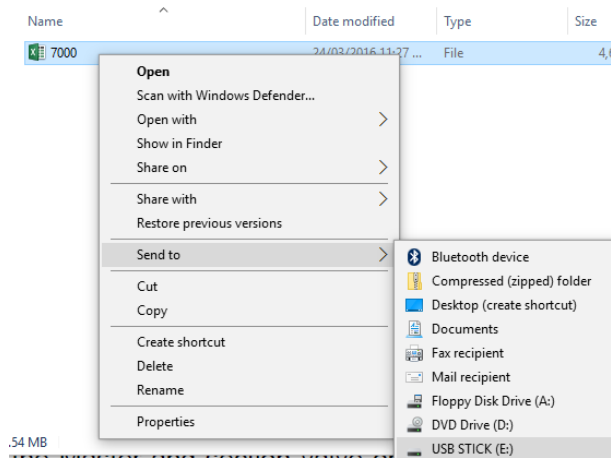 Name Date modified Type Size
7000 24/03/2016 11:27 ... File
Open
Scan with Windows Defender...
Open with
Show in Finder
Share on
Share with
Restore previous versions
Send to
Cut
Copy
Create shortcut
Delete
Rename
Properties
Bluetooth device
Compressed (zipped) folder
Desktop (create shortcut)
Documents
Fax recipient
Mail recipient
Floppy Disk Drive (A:)
DVD Drive (D:)
USB STICK (E:)
.54 MB